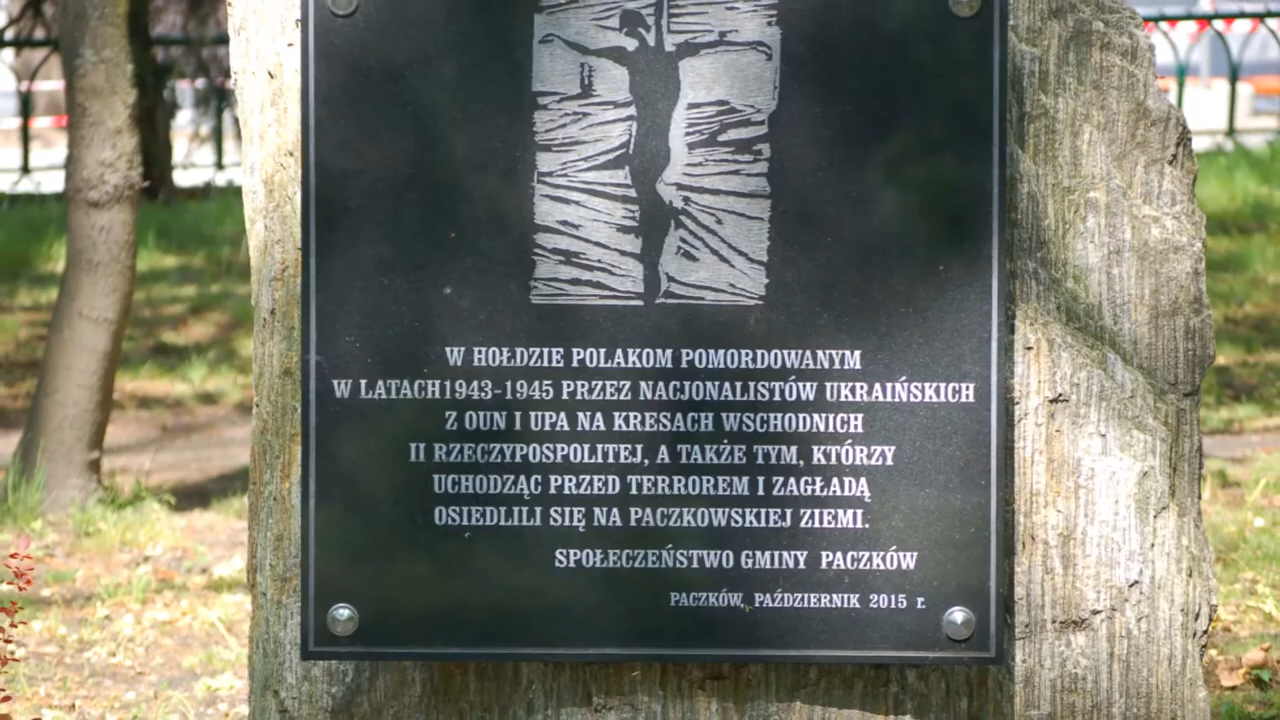 W HOŁDZIE POLAKOM POMORDOWANYM
W LATACH1943-1945 PRZEZ NACJONALISTÓW UKRAIŃSKICH
Z OUN I UPA NA KRESACH WSCHODNICH
II RZECZYPOSPOLITEJ, A TAKŻE TYM, KTÓRZY
UCHODZĄC PRZED TERROREM I ZAGŁADĄ
OSIEDLILI SIĘ NA PACZKOWSKIEJ ZIEMI.
SPOŁECZEŃSTWO GMINY PACZKÓW
PACZKÓW, PAŹDZIERNIK 2015 r.